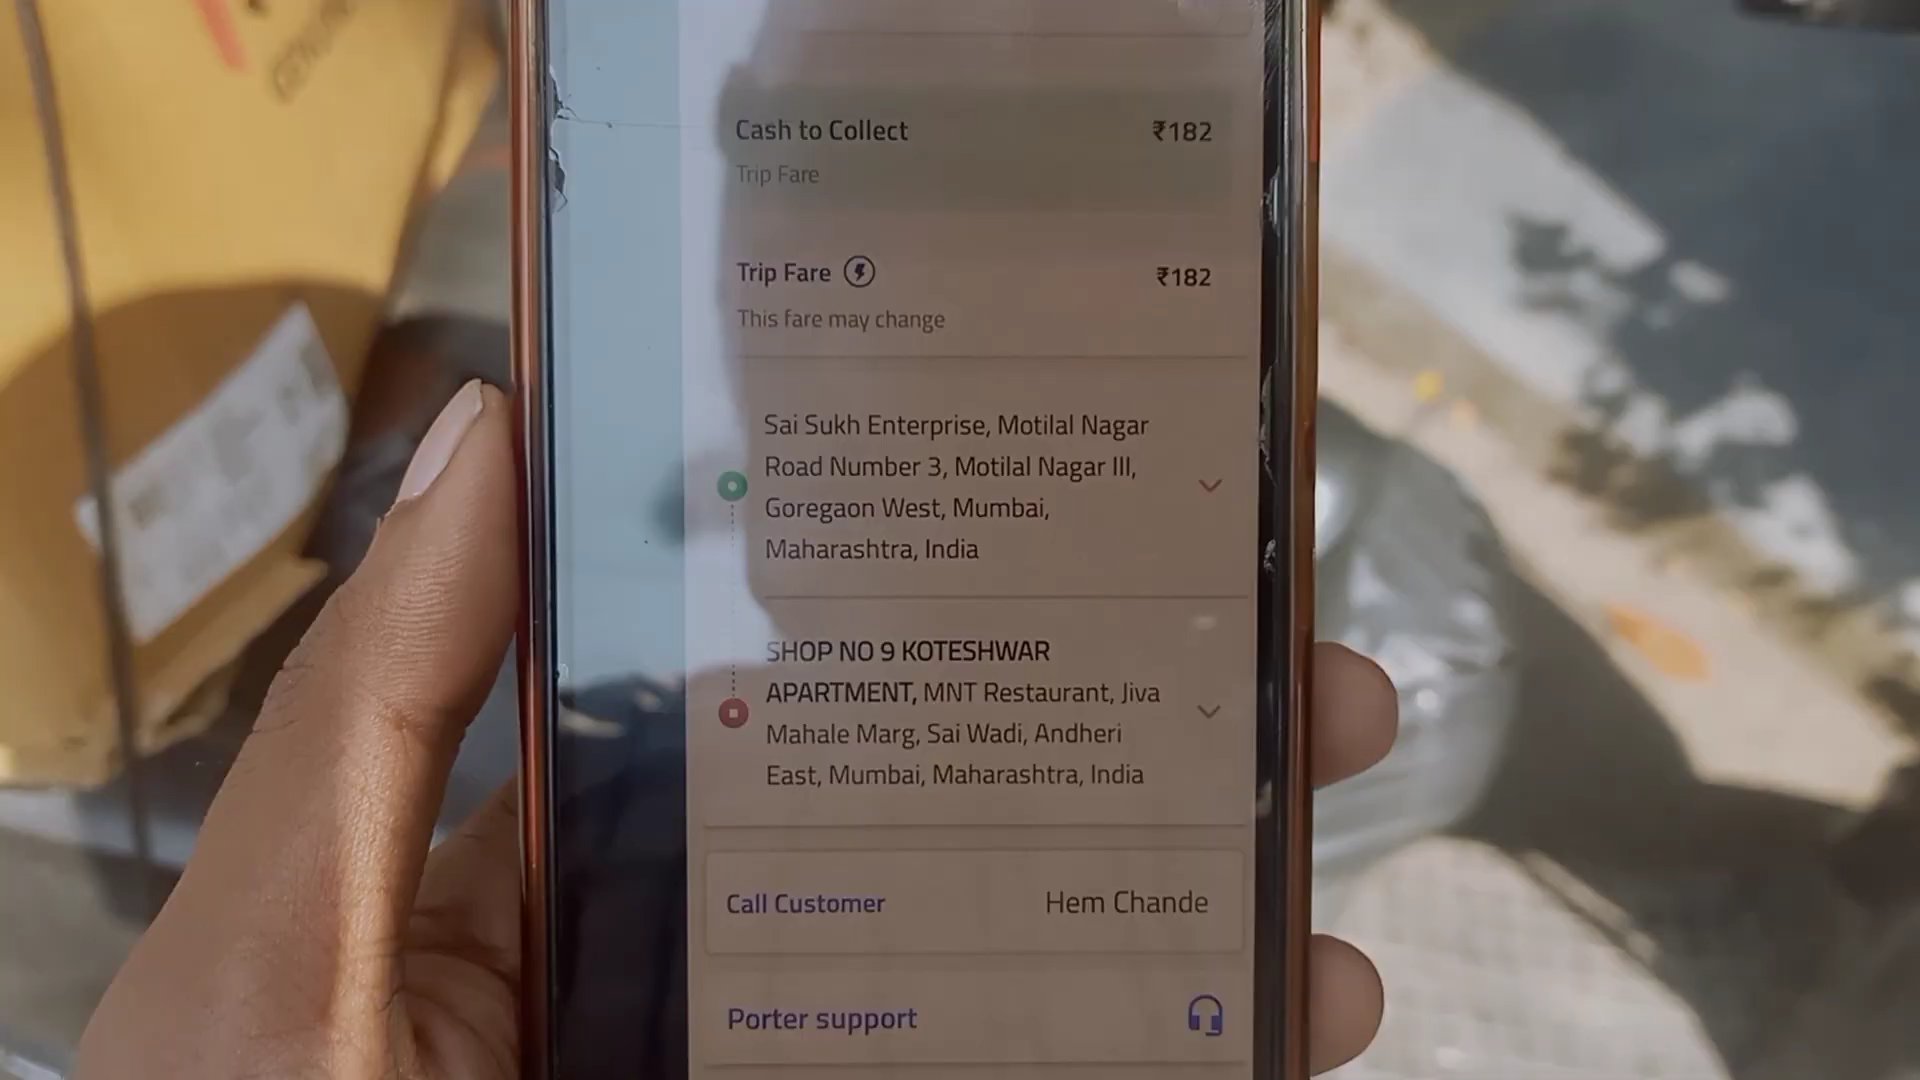 Cash to Collect ₹182
Trip Fare
Trip Fare ₹182
This fare may change
Sai Sukh Enterprise, Motilal Nagar
Road Number 3, Motilal Nagar III,
Goregaon West, Mumbai,
Maharashtra, India
SHOP NO 9 KOTESHWAR
APARTMENT, MNT Restaurant, Jiva
Mahale Marg, Sai Wadi, Andheri
East, Mumbai, Maharashtra, India
Call Customer Hem Chande
Porter support